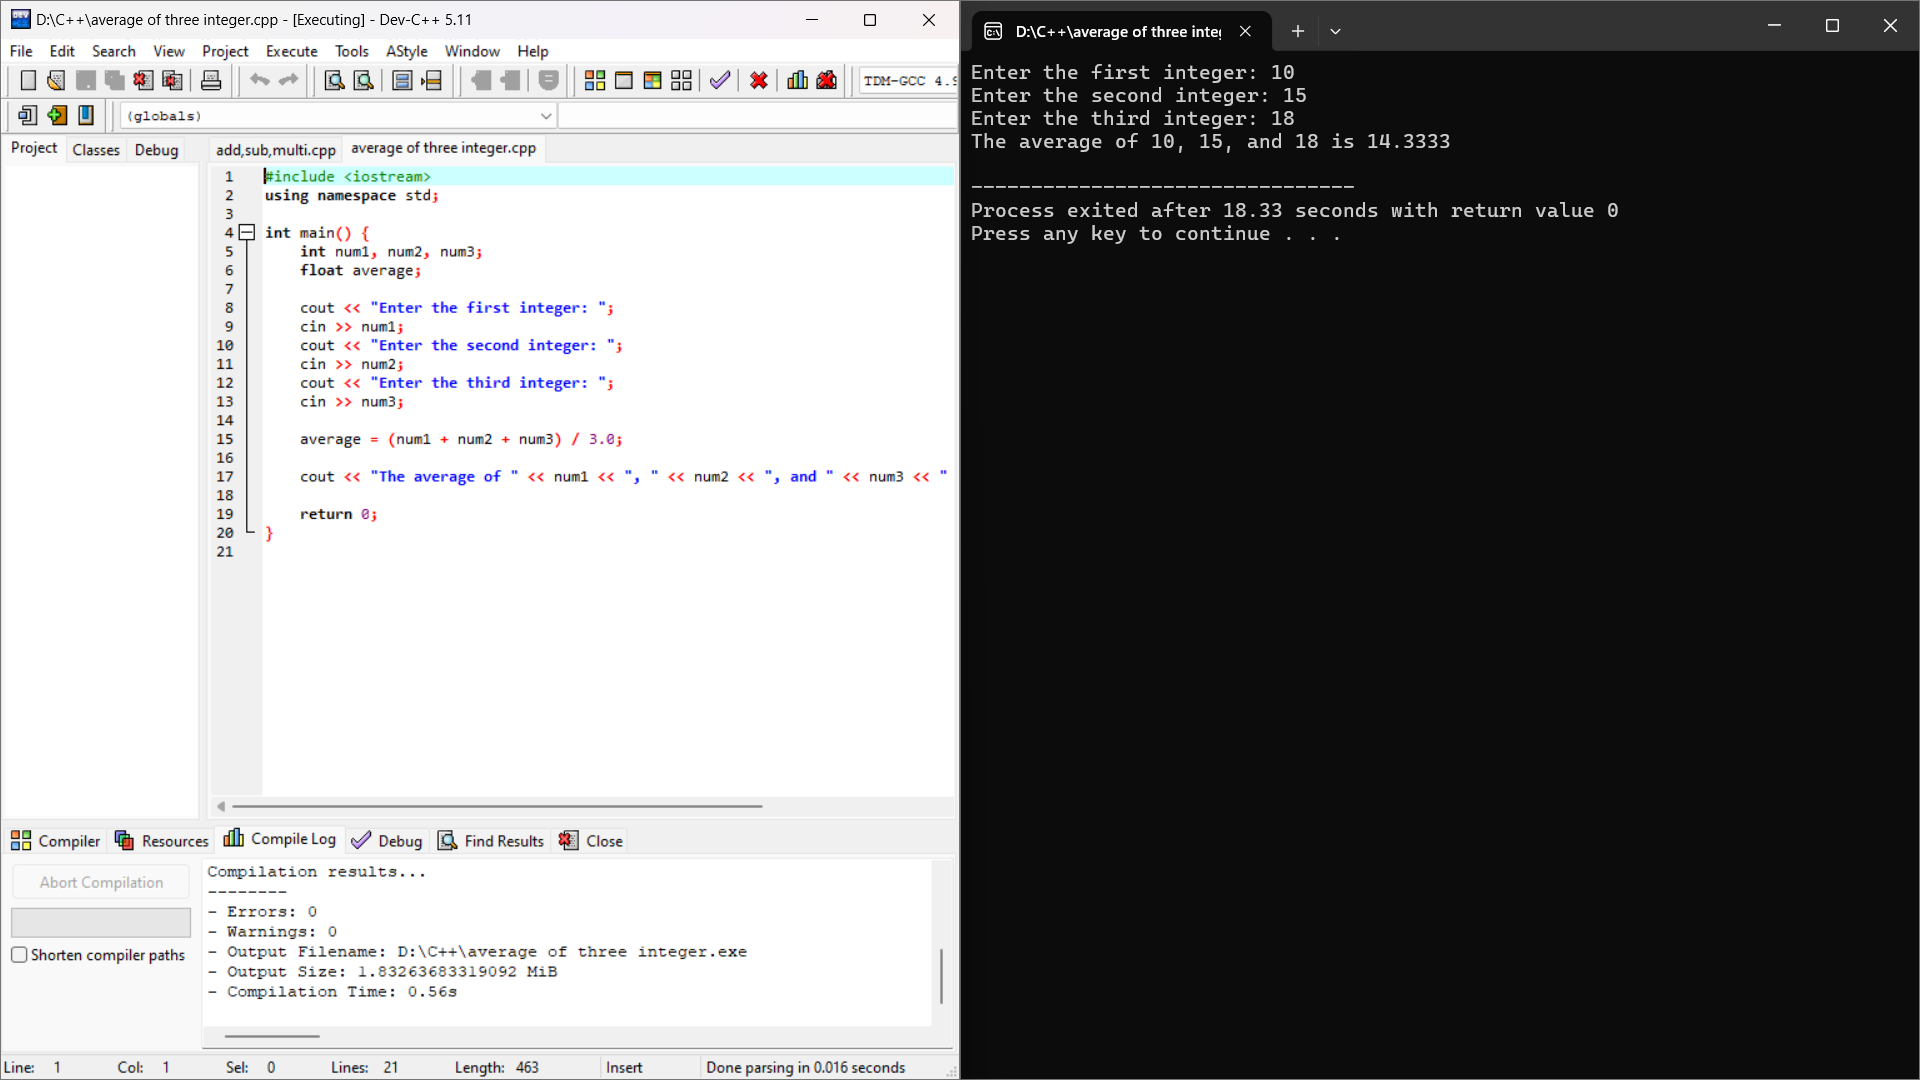 D:\C++\average of three integer.cpp - [Executing] - Dev-C++ 5.11
File Edit Search View Project Execute Tools AStyle Window Help
TDM-GCC 4.9
(globals)
Project Classes Debug
add,sub,multi.cpp average of three integer.cpp
1 #include <iostream>
2 using namespace std;
3
4 int main() {
5 int num1, num2, num3;
6 float average;
7
8 cout << "Enter the first integer: ";
9 cin >> num1;
10 cout << "Enter the second integer: ";
11 cin >> num2;
12 cout << "Enter the third integer: ";
13 cin >> num3;
14
15 average = (num1 + num2 + num3) / 3.0;
16
17 cout << "The average of " << num1 << ", " << num2 << ", and " << num3 << "
18
19 return 0;
20 }
21
Compiler Resources Compile Log Debug Find Results Close
Abort Compilation
Shorten compiler paths
Compilation results...
--------
- Errors: 0
- Warnings: 0
- Output Filename: D:\C++\average of three integer.exe
- Output Size: 1.83263683319092 MiB
- Compilation Time: 0.56s
Line: 1 Col: 1 Sel: 0 Lines: 21 Length: 463 Insert Done parsing in 0.016 seconds
D:\C++\average of three inte
Enter the first integer: 10
Enter the second integer: 15
Enter the third integer: 18
The average of 10, 15, and 18 is 14.3333
--------------------------------
Process exited after 18.33 seconds with return value 0
Press any key to continue . . .